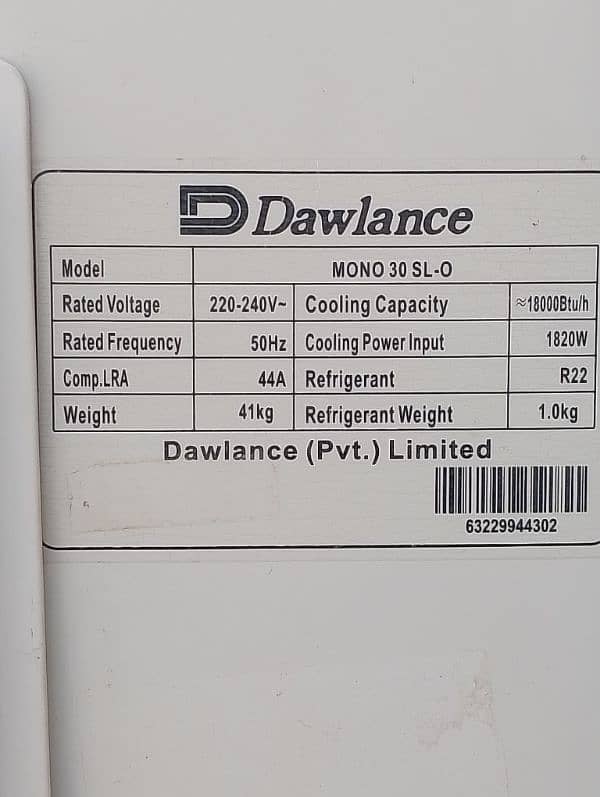 Dawlance
Model MONO 30 SL-O
Rated Voltage 220-240V~ Cooling Capacity ≈18000Btu/h
Rated Frequency 50Hz Cooling Power Input 1820W
Comp.LRA 44A Refrigerant R22
Weight 41kg Refrigerant Weight 1.0kg
Dawlance (Pvt.) Limited
63229944302